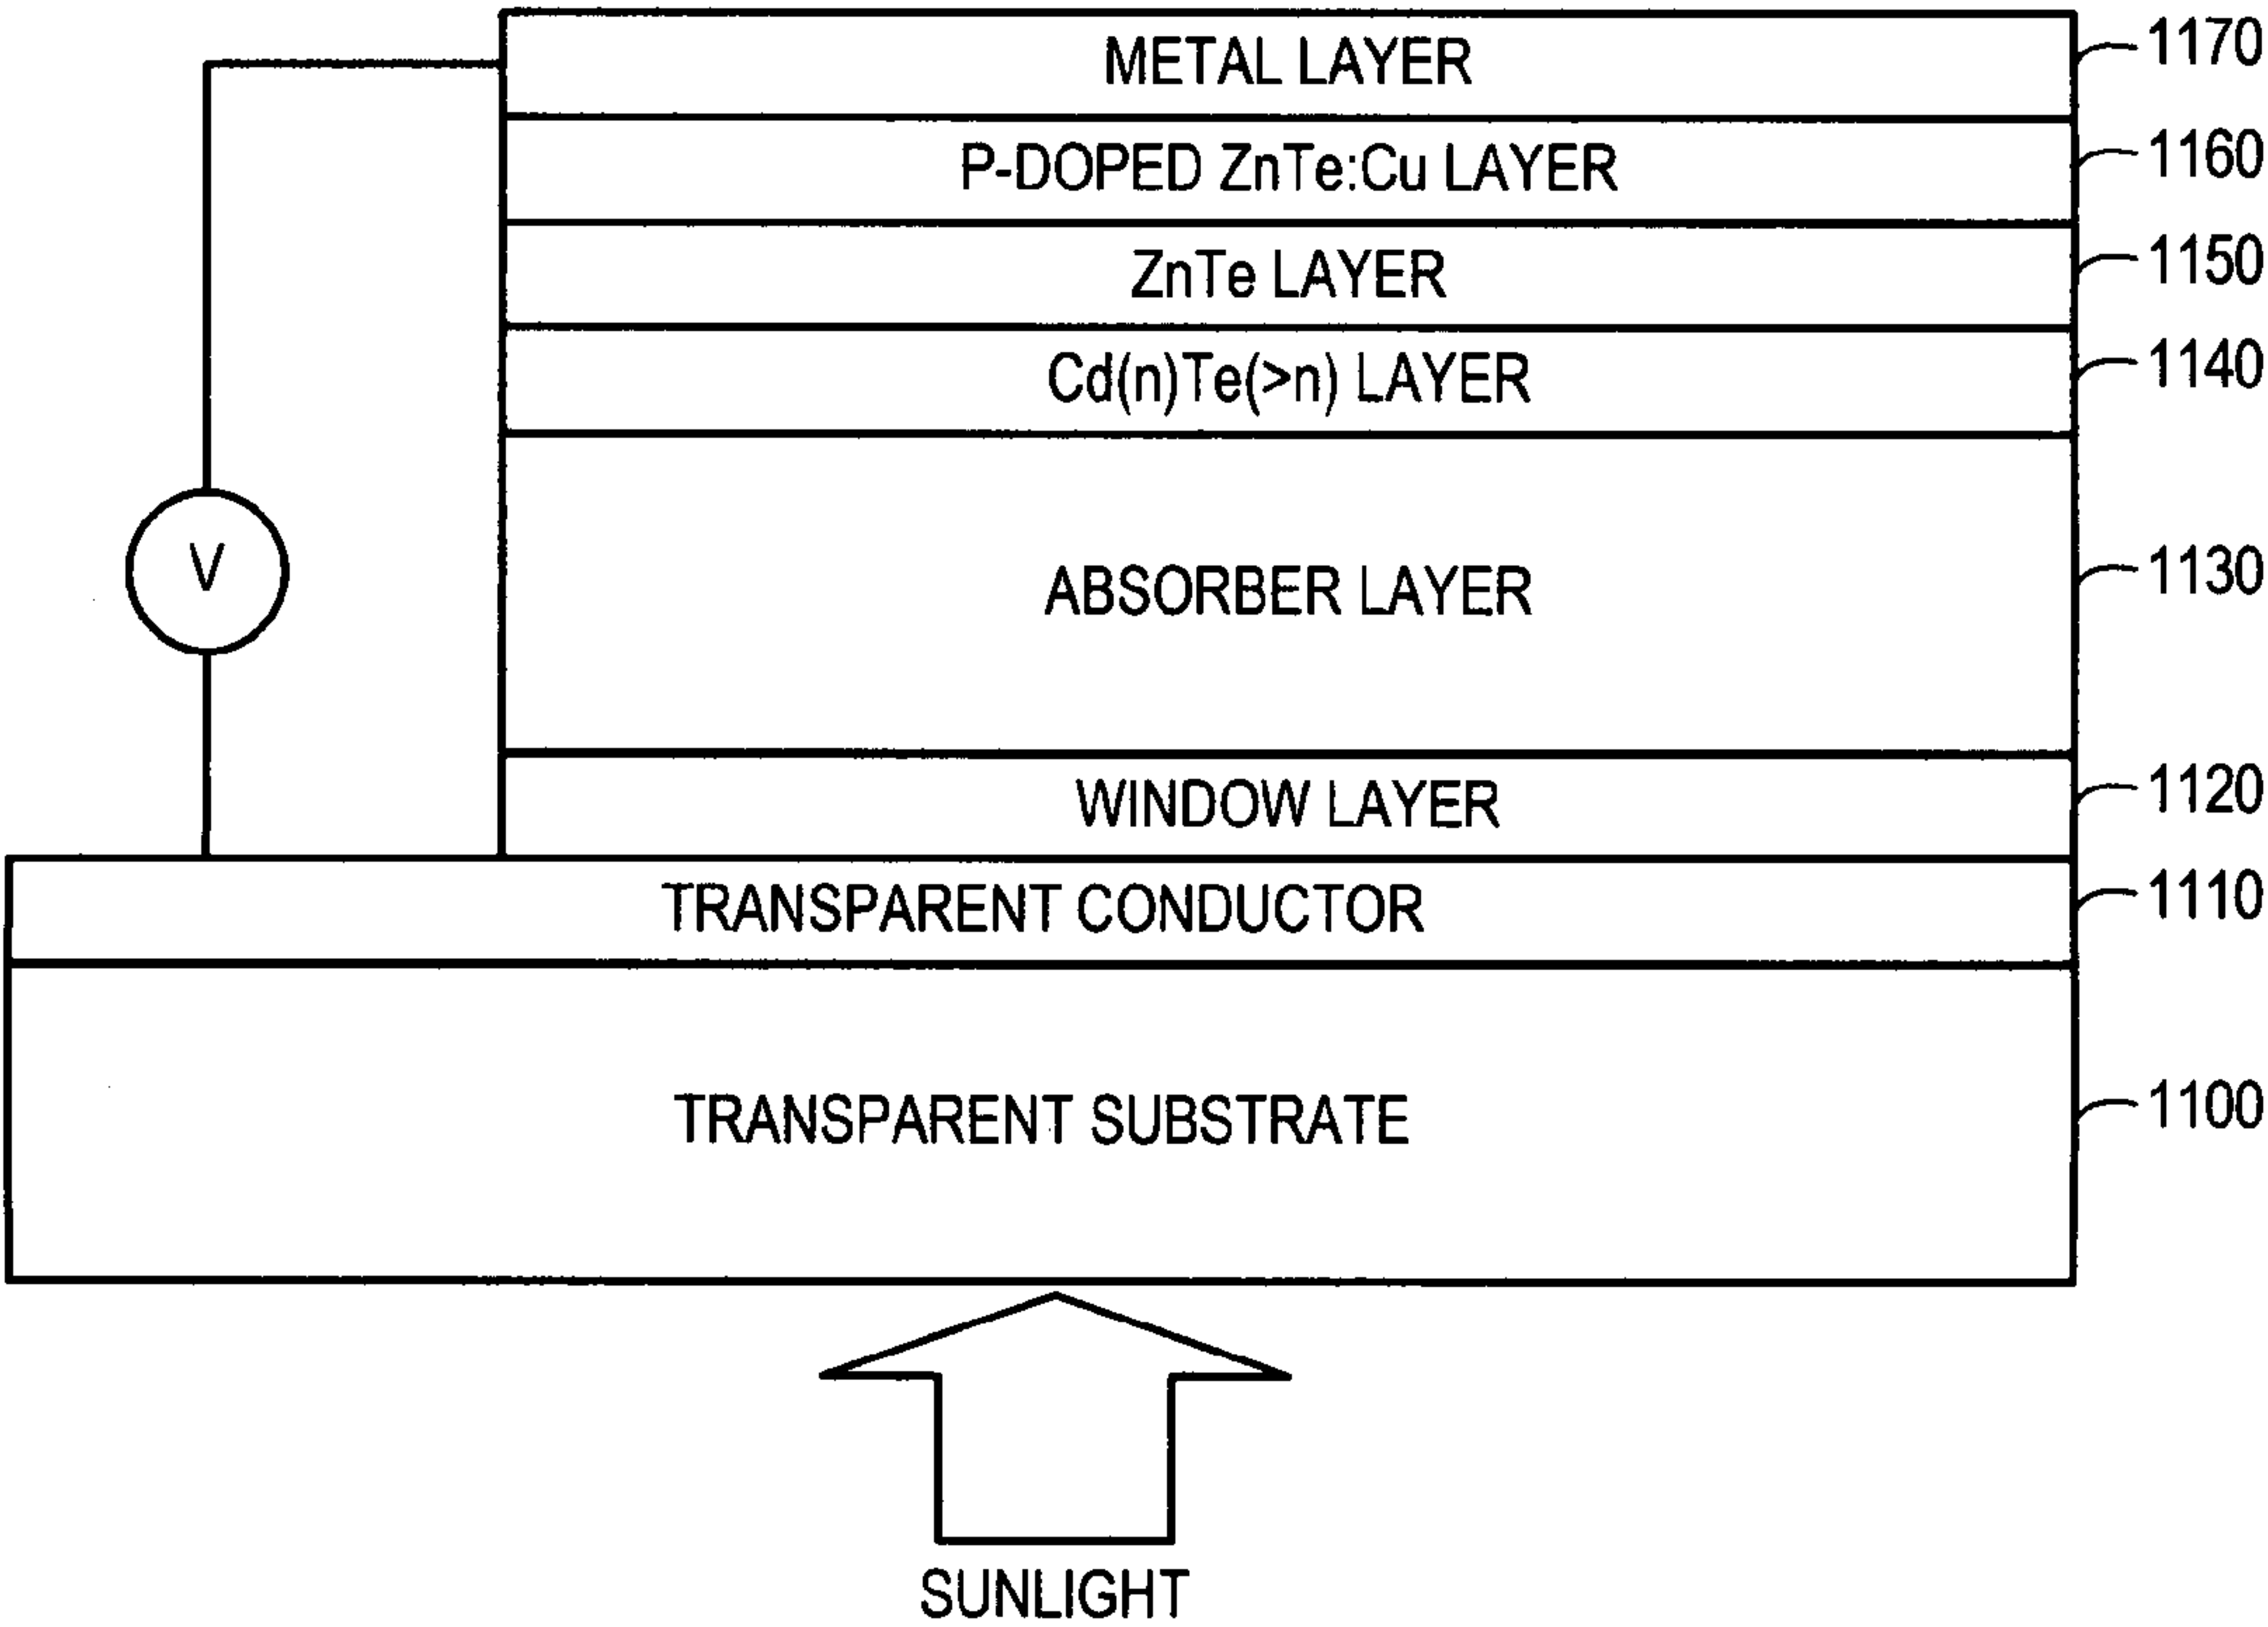 METAL LAYER 1170
P-DOPED ZnTe:Cu LAYER 1160
ZnTe LAYER 1150
Cd(n)Te(>n) LAYER 1140
V ABSORBER LAYER 1130
WINDOW LAYER 1120
TRANSPARENT CONDUCTOR 1110
TRANSPARENT SUBSTRATE 1100
SUNLIGHT